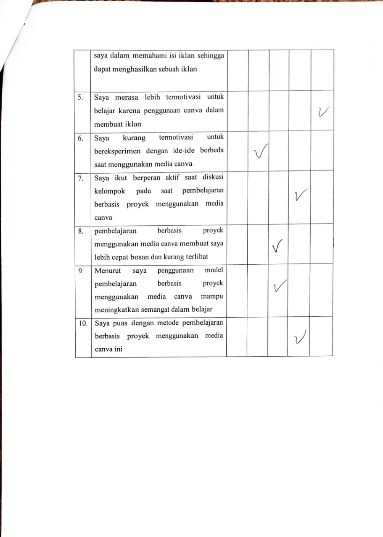 saya dalam memahami isi iklan sehingga
dapat menghasilkan sebuah iklan
5. Saya merasa lebih termotivasi untuk
belajar karena penggunaan canva dalam
membuat iklan
6. Saya kurang termotivasi untuk
bereksperimen dengan ide-ide berbeda
saat menggunakan media canva
7. Saya ikut berperan aktif saat diskusi
kelompok pada saat pembelajaran
berbasis proyek menggunakan media
canva
8. pembelajaran berbasis proyek
menggunakan media canva membuat saya
lebih cepat bosan dan kurang terlibat
9. Menurut saya penggunaan model
pembelajaran berbasis proyek
menggunakan media canva mampu
meningkatkan semangat dalam belajar
10. Saya puas dengan metode pembelajaran
berbasis proyek menggunakan media
canva ini